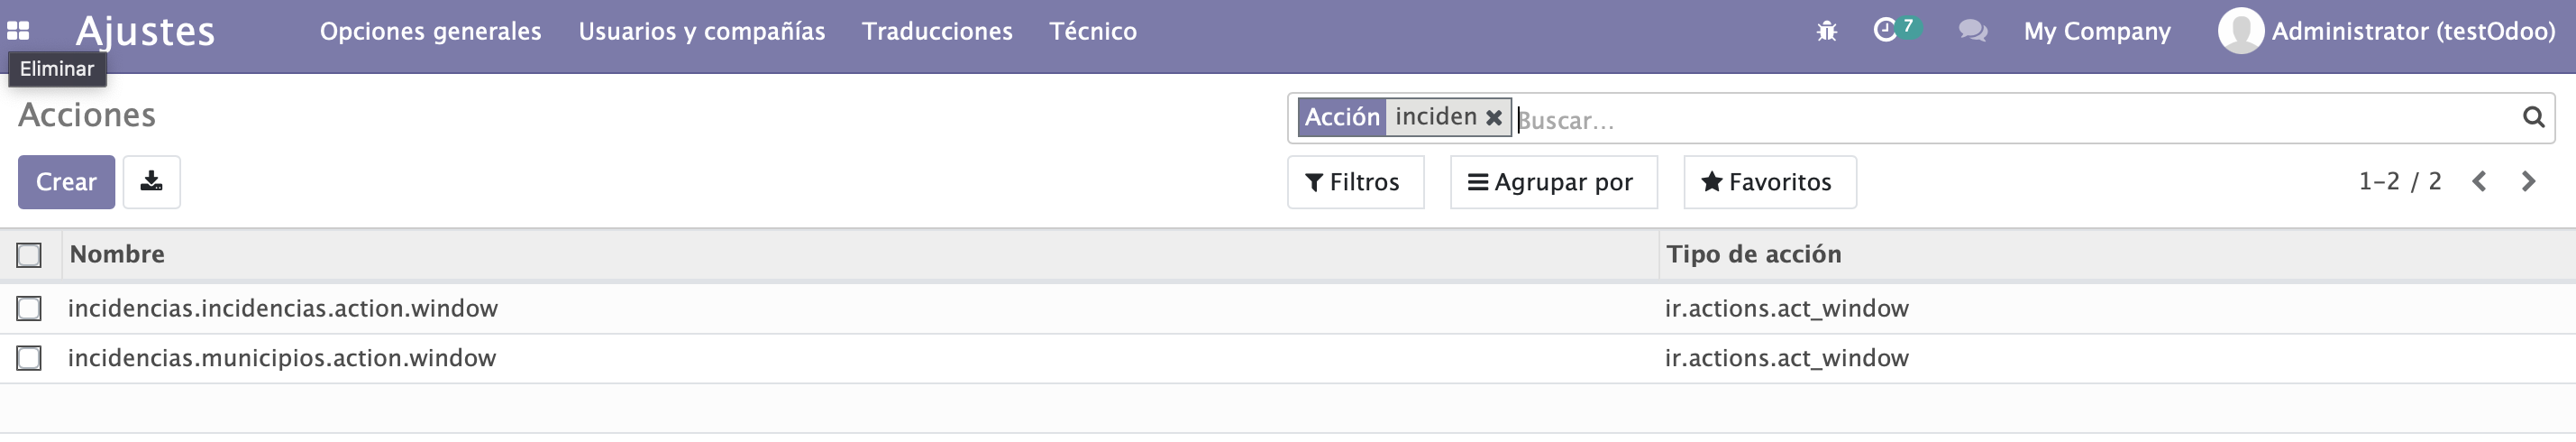 Ajustes Opciones generales Usuarios y compañías Traducciones Técnico 7 My Company Administrator (testOdoo)
Eliminar
Acciones
Acción inciden Buscar...
Crear Filtros Agrupar por Favoritos 1-2 / 2
Nombre Tipo de acción
incidencias.incidencias.action.window ir.actions.act_window
incidencias.municipios.action.window ir.actions.act_window